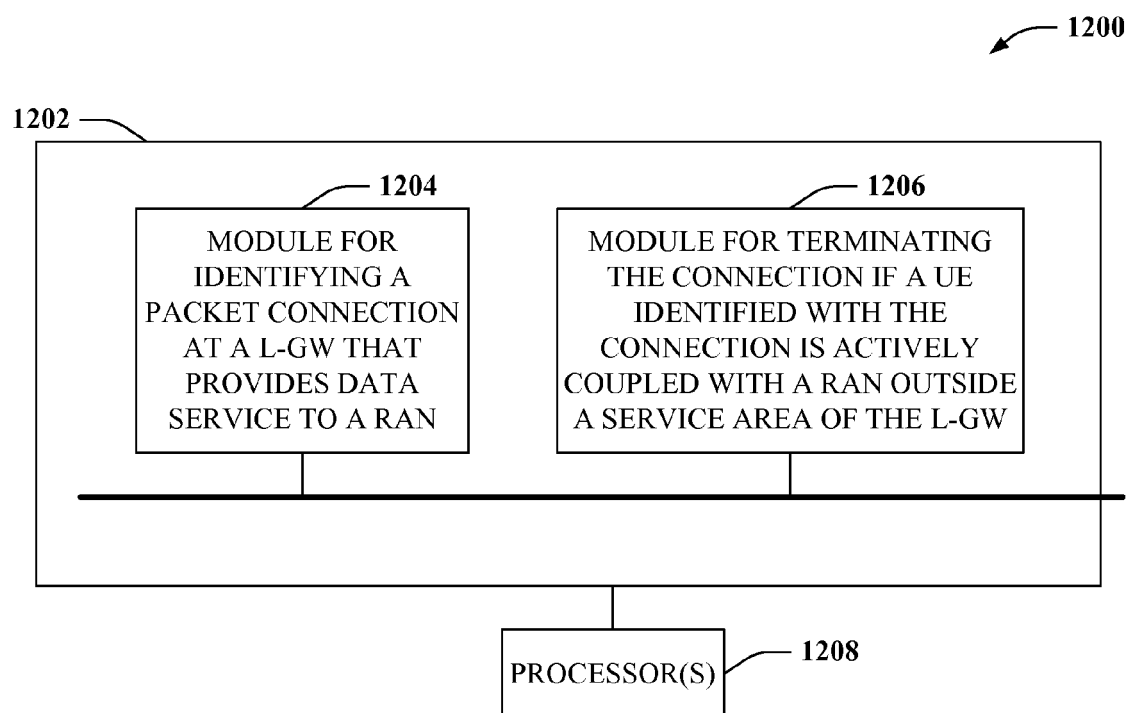 1200
1202
1204
1206
MODULE FOR
IDENTIFYING A
PACKET CONNECTION
AT A L-GW THAT
PROVIDES DATA
SERVICE TO A RAN
MODULE FOR TERMINATING
THE CONNECTION IF A UE
IDENTIFIED WITH THE
CONNECTION IS ACTIVELY
COUPLED WITH A RAN OUTSIDE
A SERVICE AREA OF THE L-GW
PROCESSOR(S)
1208